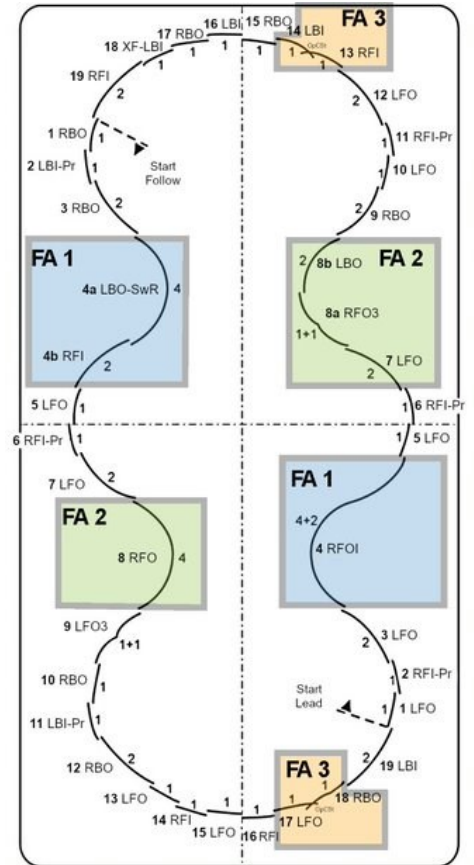 16 LBI 15 RBO FA 3
17 RBO 14 LBI
18 XF-LBI 1 1 1 OpCSt 13 RFI
1 1 1 1
19 RFI
2 2 12 LFO
1 RBO 1 1 11 RFI-Pr
Start
Follow
2 LBI-Pr 1 1 10 LFO
3 RBO 2 2 9 RBO
FA 1 FA 2
2 8b LBO
4a LBO-SwR 4
8a RFO3
1+1
4b RFI 2 7 LFO
2
5 LFO 1 1 6 RFI-Pr
6 RFI-Pr 1 1 5 LFO
7 LFO 2
FA 1
FA 2
4+2
8 RFO 4 4 RFOI
9 LFO3
1+1 3 LFO
2
10 RBO 1 1 2 RFI-Pr
Start
Lead
1 1 LFO
11 LBI-Pr 1
12 RBO 2 2 19 LBI
13 LFO 1 FA 3
1 1 1 1 1 18 RBO
14 RFI OpCSt
15 LFO 16 RFI 17 LFO